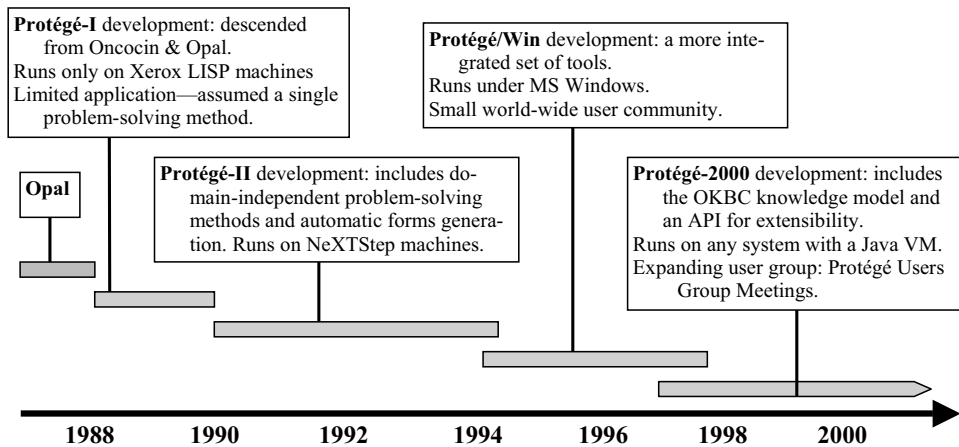 Protégé-I development: descended
from Oncocin & Opal.
Runs only on Xerox LISP machines
Limited application—assumed a single
problem-solving method.
Protégé/Win development: a more inte-
grated set of tools.
Runs under MS Windows.
Small world-wide user community.
Opal
Protégé-II development: includes do-
main-independent problem-solving
methods and automatic forms genera-
tion. Runs on NeXTStep machines.
Protégé-2000 development: includes
the OKBC knowledge model and
an API for extensibility.
Runs on any system with a Java VM.
Expanding user group: Protégé Users
Group Meetings.
1988 1990 1992 1994 1996 1998 2000